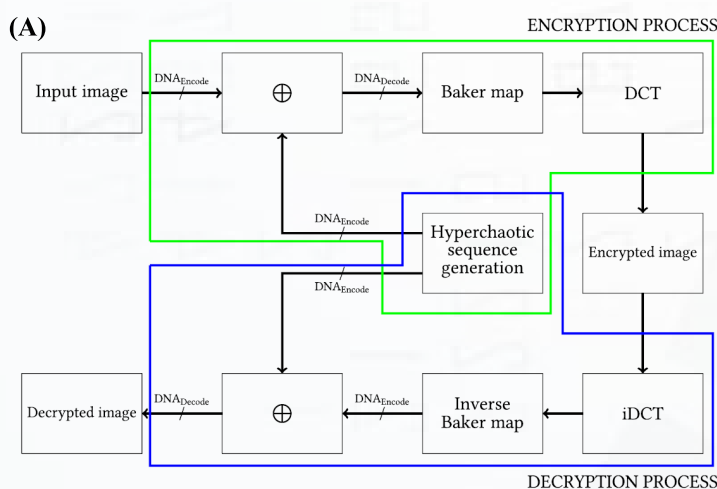 (A)
ENCRYPTION PROCESS
Input image
DNAEncode
⊕
DNADecode
Baker map
DCT
DNAEncode
Hyperchaotic
sequence
generation
Encrypted image
DNAEncode
Decrypted image
DNADecode
⊕
DNAEncode
Inverse
Baker map
iDCT
DECRYPTION PROCESS